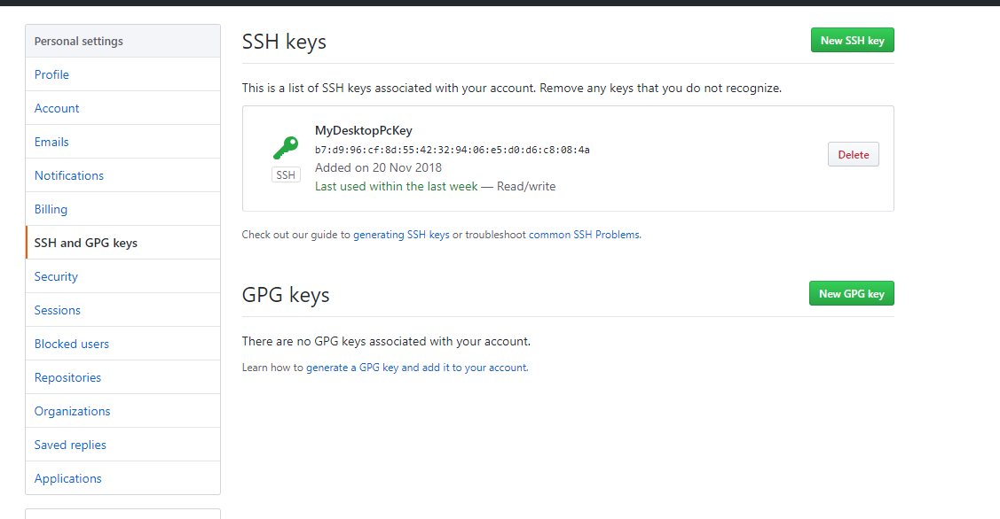 Personal settings
Profile
Account
Emails
Notifications
Billing
SSH and GPG keys
Security
Sessions
Blocked users
Repositories
Organizations
Saved replies
Applications
SSH keys
New SSH key
This is a list of SSH keys associated with your account. Remove any keys that you do not recognize.
MyDesktopPcKey
b7:d9:96:cf:8d:55:42:32:94:06:e5:d0:d6:c8:08:4a
SSH
Added on 20 Nov 2018
Last used within the last week — Read/write
Delete
Check out our guide to generating SSH keys or troubleshoot common SSH Problems.
GPG keys
New GPG key
There are no GPG keys associated with your account.
Learn how to generate a GPG key and add it to your account.